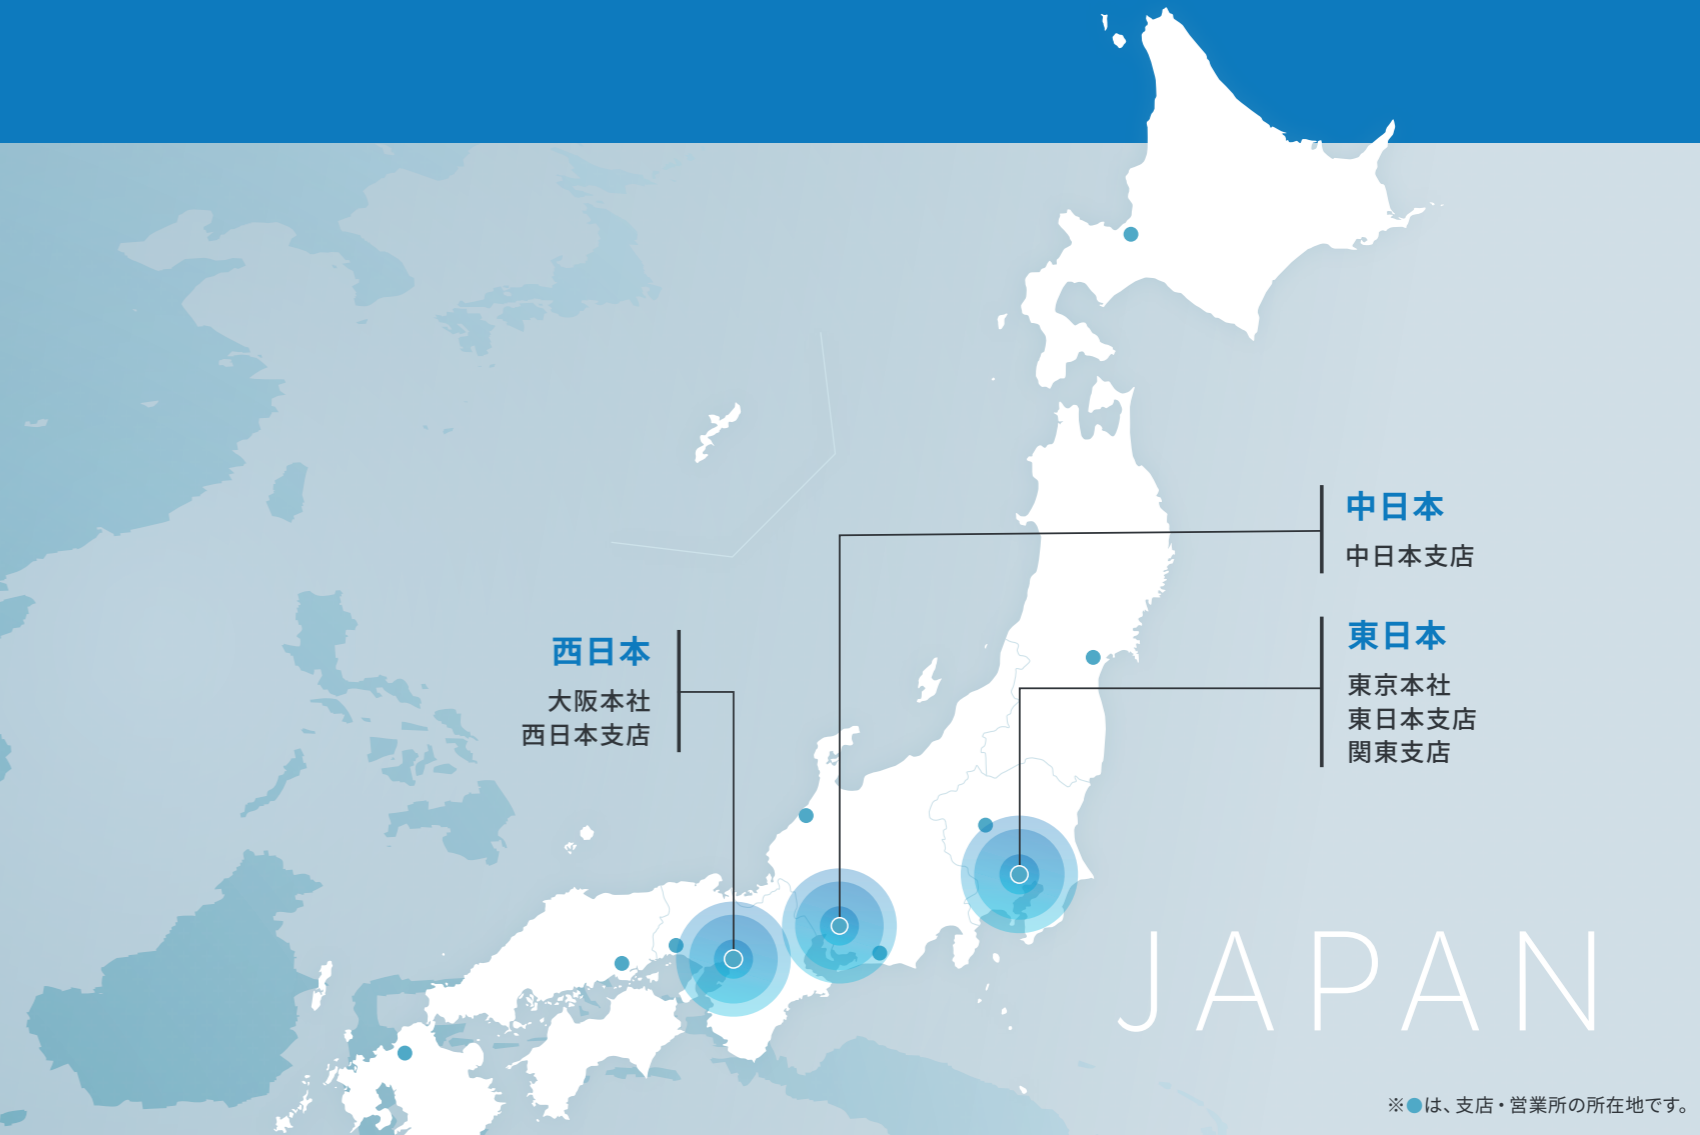 中日本
中日本支店
東日本
東京本社
東日本支店
関東支店
西日本
大阪本社
西日本支店
JAPAN
※●は、支店・営業所の所在地です。